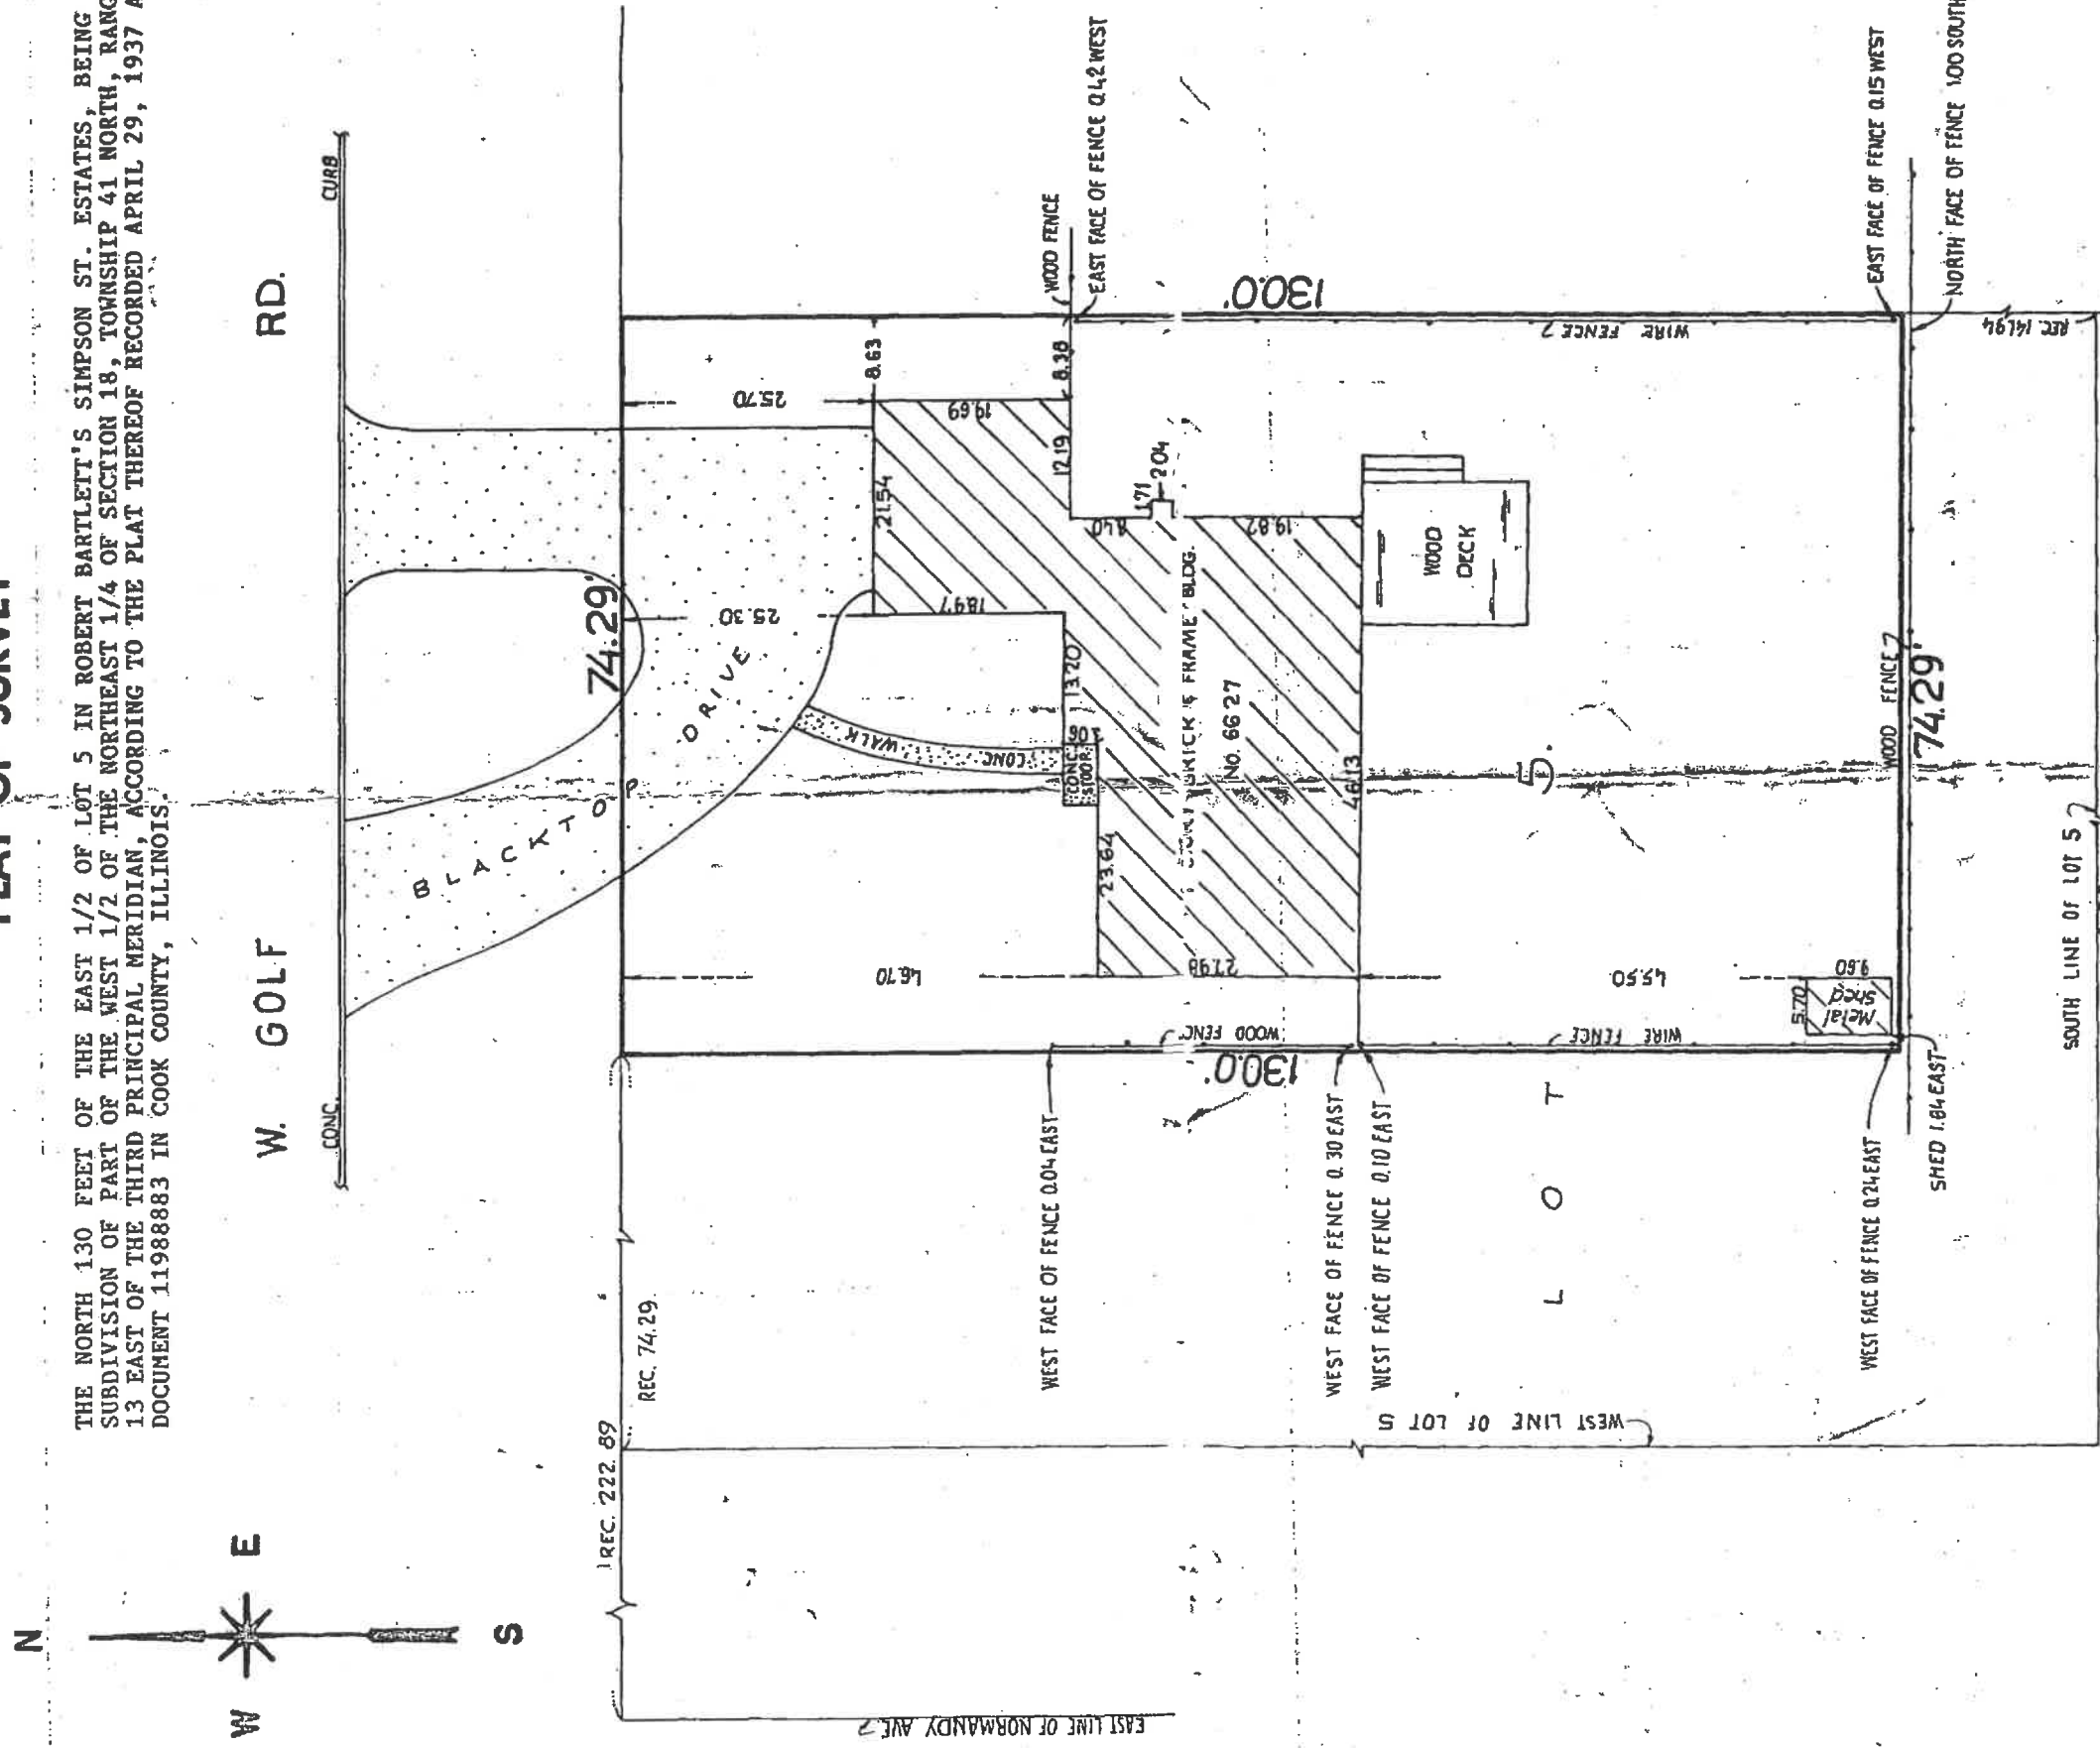 PLAT OF SURVEY
THE NORTH 130 FEET OF THE EAST 1/2 OF LOT 5 IN ROBERT BARTLETT'S SIMPSON ST. ESTATES, BEING
SUBDIVISION OF PART OF THE WEST 1/2 OF THE NORTHEAST 1/4 OF SECTION 18, TOWNSHIP 41 NORTH, RANG
13 EAST OF THE THIRD PRINCIPAL MERIDIAN, ACCORDING TO THE PLAT THEREOF RECORDED APRIL 29, 1937 A
DOCUMENT 11988883 IN COOK COUNTY, ILLINOIS.
N
W E
S
W. GOLF RD.
CONC. CURB
BLACKTOP DRIVE
REC. 222.89
REC. 74.29
74.29'
25.70
8.63
25.30
21.54
19.69
18.97
12.19
8.38
WOOD FENCE
EAST FACE OF FENCE 0.42 WEST
CONC. WALK
13.20
3.06
CONC. STOOP
46.70
23.64
27.98
8.40
1.71
2.04
19.82
BRICK & FRAME BLDG.
No. 6627
46.13
WOOD
DECK
130.0'
130.0'
WOOD FENC
WIRE FENCE
WIRE FENCE
WEST FACE OF FENCE 0.04 EAST
WEST FACE OF FENCE 0.30 EAST
WEST FACE OF FENCE 0.10 EAST
LOT 5.
45.50
9.60
5.70
Metal
Shed
WEST FACE OF FENCE 0.24 EAST
SHED 1.84 EAST
WOOD FENCE
74.29'
EAST FACE OF FENCE 0.15 WEST
NORTH FACE OF FENCE 1.00 SOUTH
REC. 141.94
WEST LINE OF LOT 5
SOUTH LINE OF LOT 5
EAST LINE OF NORMANDY AVE.